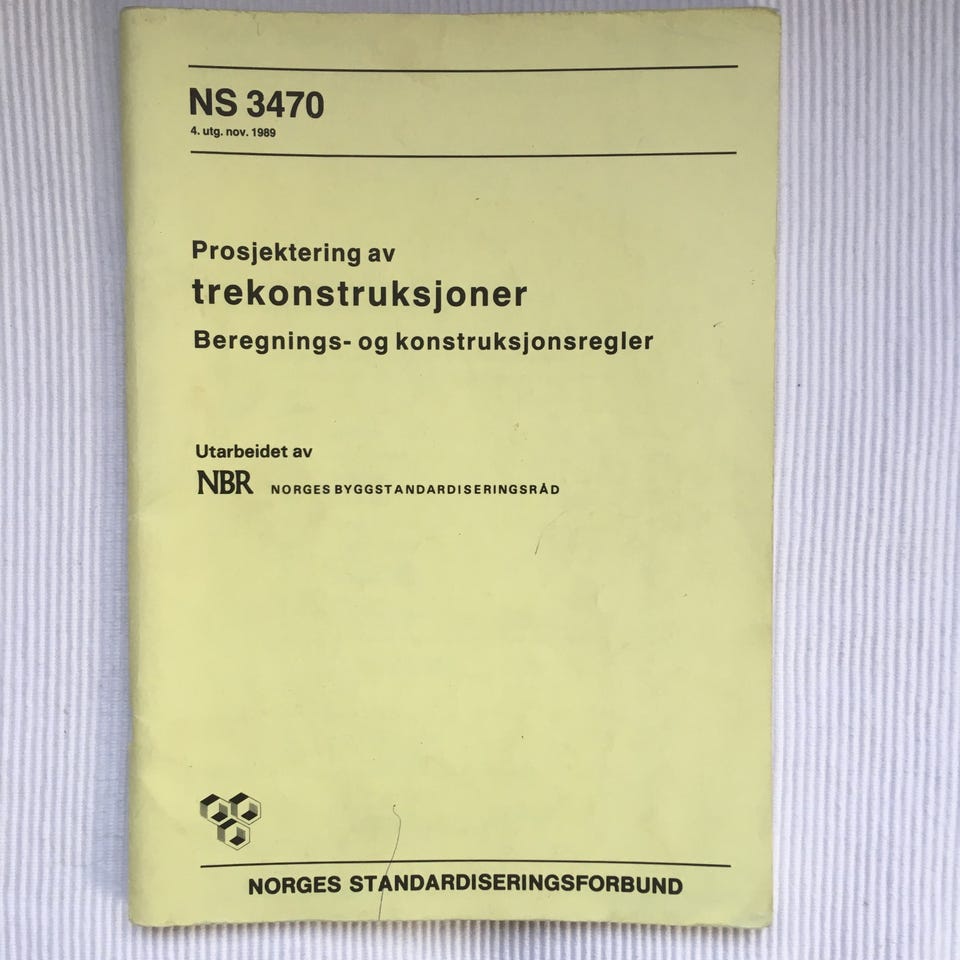 NS 3470
4. utg. nov. 1989
Prosjektering av
trekonstruksjoner
Beregnings- og konstruksjonsregler
Utarbeidet av
NBR NORGES BYGGSTANDARDISERINGSRÅD
NORGES STANDARDISERINGSFORBUND